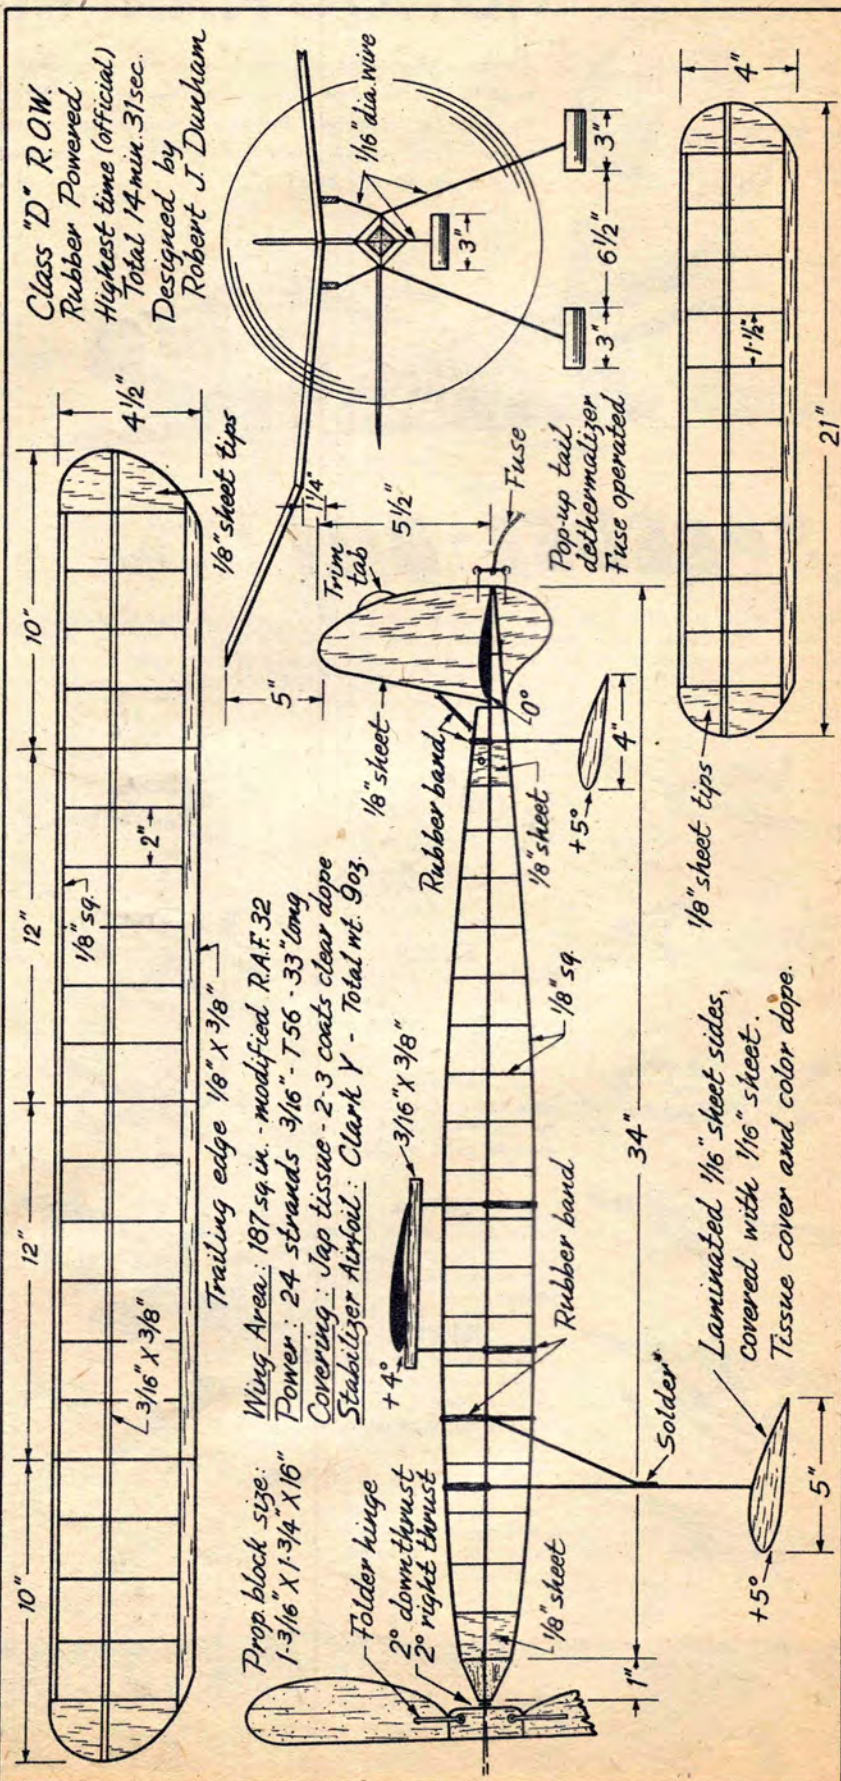 10"
12"
12"
10"
4 1/2"
1/8" sq.
2"
3/16" X 3/8"
Trailing edge 1/8" X 3/8"
1/8" sheet tips
Class "D" R.O.W.
Rubber Powered
Highest time (official)
Total 14 min. 31 sec.
Designed by
Robert J. Dunham
Prop. block size:
1-3/16" X 1-3/4" X 16"
Wing Area: 187 sq. in. - modified R.A.F. 32
Power: 24 strands 3/16" - T56 - 33" long
Covering: Jap tissue - 2-3 coats clear dope
Stabilizer Airfoil: Clark Y - Total wt. 9 oz.
5"
1 1/4"
5 1/2"
1/16" dia. wire
3"
3"
6 1/2"
3"
Folder hinge
2° downthrust
2° right thrust
+4°
3/16" X 3/8"
Rubber band
1/8" sheet
Trim
tab
Fuse
Pop-up tail
dethermalizer
Fuse operated
1/8" sheet
1/8" sheet
1/8" sq.
0°
Rubber band
1"
34"
Solder
+5°
4"
+5°
5"
Laminated 1/16" sheet sides,
covered with 1/16" sheet.
Tissue cover and color dope.
1/8" sheet tips
1-1/2"
21"
4"